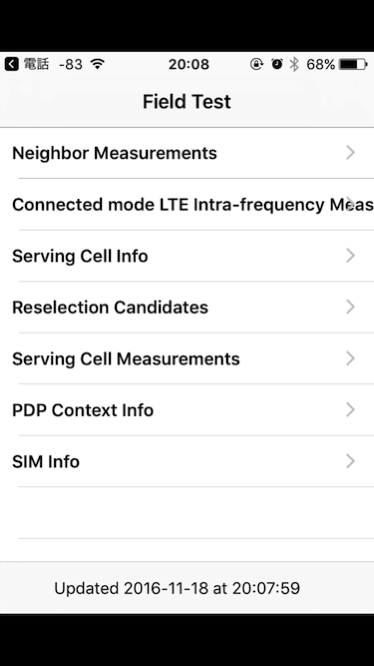 電話 -83 20:08 68%
Field Test
Neighbor Measurements
Connected mode LTE Intra-frequency Meas
Serving Cell Info
Reselection Candidates
Serving Cell Measurements
PDP Context Info
SIM Info
Updated 2016-11-18 at 20:07:59